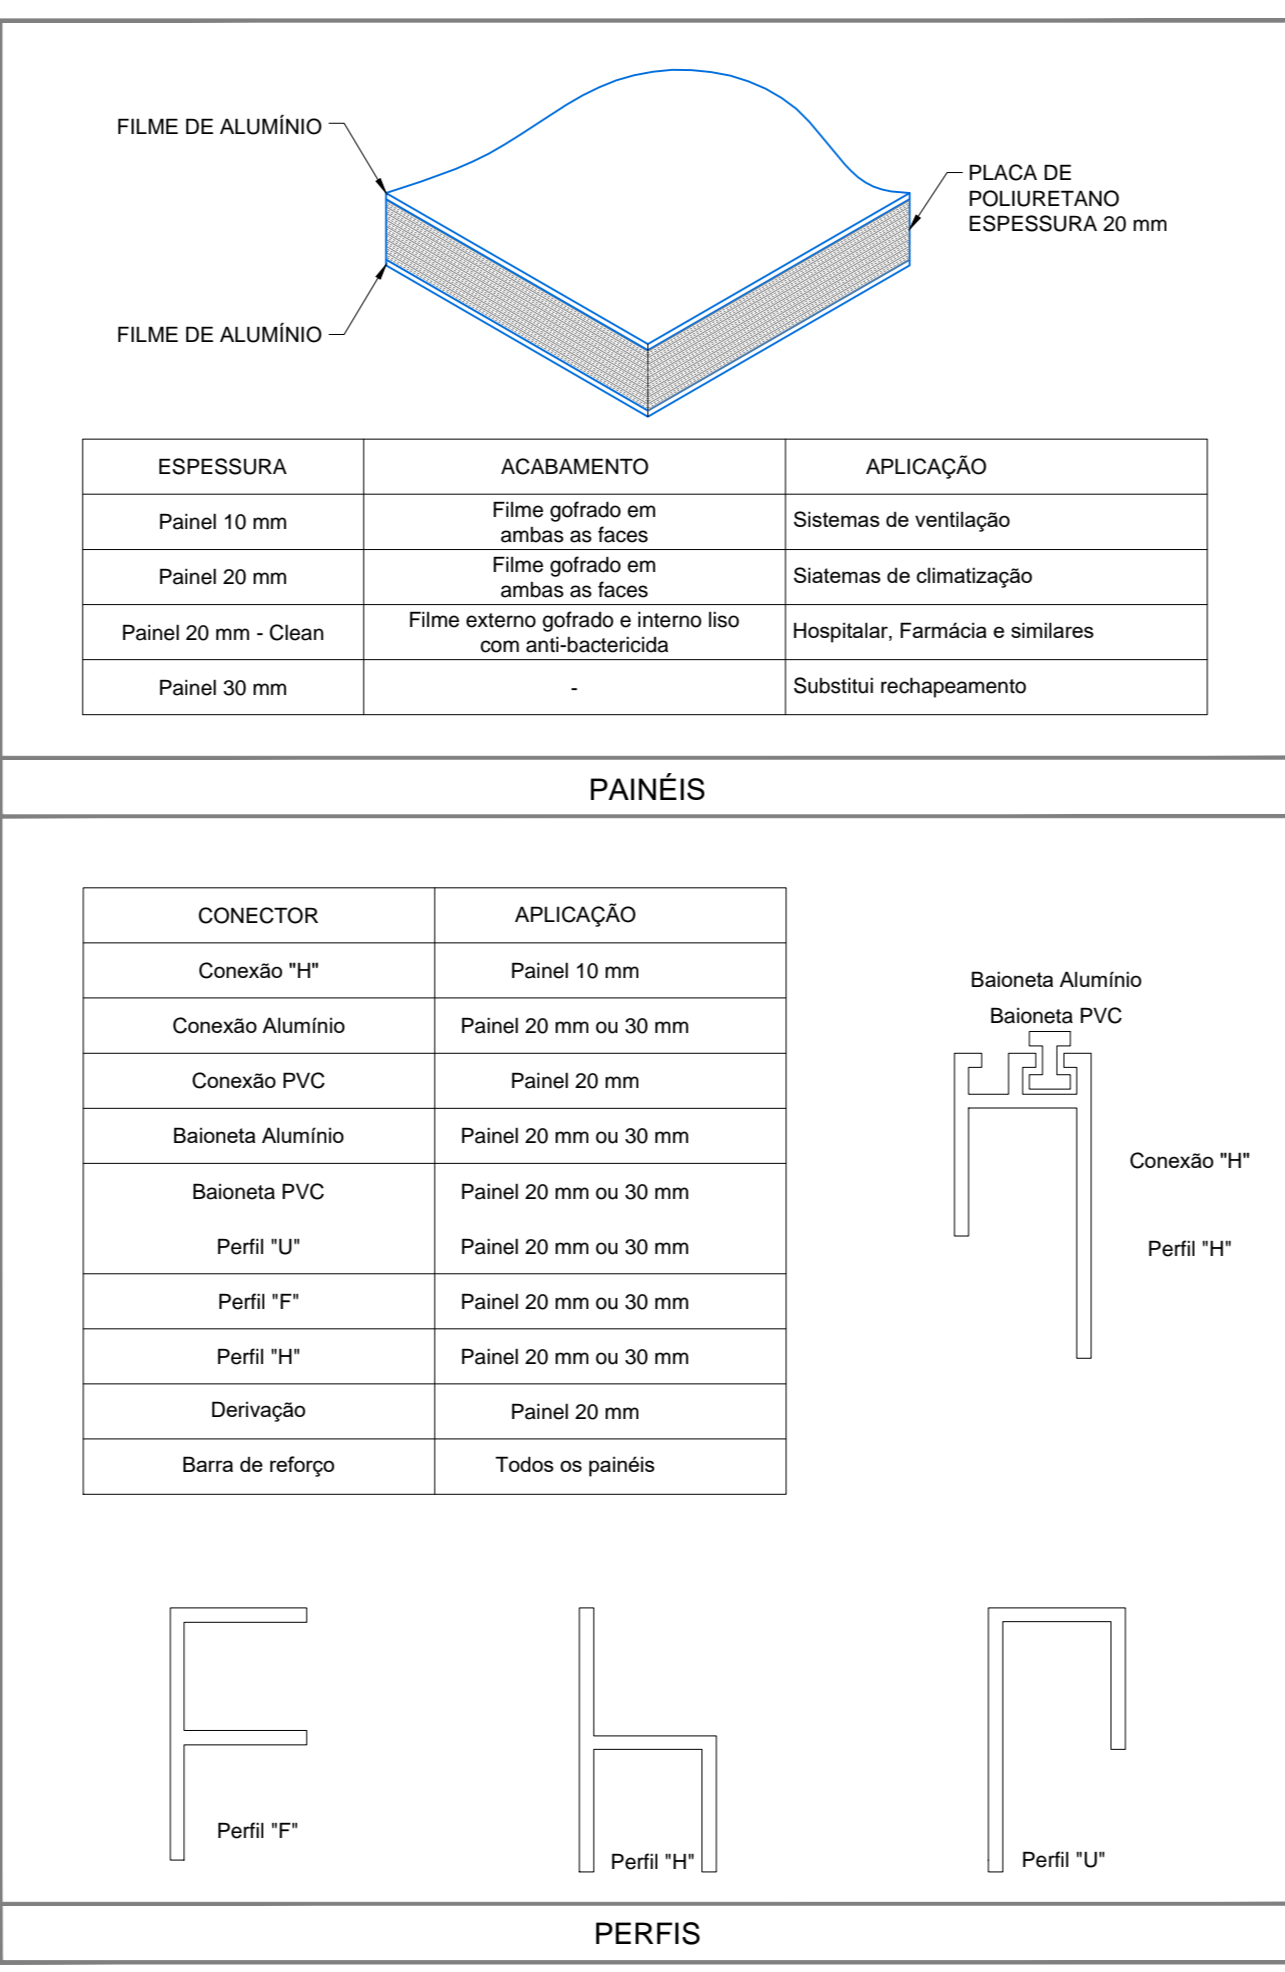 FILME DE ALUMÍNIO
PLACA DE
POLIURETANO
ESPESSURA 20 mm
FILME DE ALUMÍNIO
ESPESSURA ACABAMENTO APLICAÇÃO
Painel 10 mm Filme gofrado em
ambas as faces Sistemas de ventilação
Painel 20 mm Filme gofrado em
ambas as faces Siatemas de climatização
Painel 20 mm - Clean Filme externo gofrado e interno liso
com anti-bactericida Hospitalar, Farmácia e similares
Painel 30 mm - Substitui rechapeamento
PAINÉIS
CONECTOR APLICAÇÃO
Conexão "H" Painel 10 mm
Conexão Alumínio Painel 20 mm ou 30 mm
Conexão PVC Painel 20 mm
Baioneta Alumínio Painel 20 mm ou 30 mm
Baioneta PVC Painel 20 mm ou 30 mm
Perfil "U" Painel 20 mm ou 30 mm
Perfil "F" Painel 20 mm ou 30 mm
Perfil "H" Painel 20 mm ou 30 mm
Derivação Painel 20 mm
Barra de reforço Todos os painéis
Baioneta Alumínio
Baioneta PVC
Conexão "H"
Perfil "H"
Perfil "F"
Perfil "H"
Perfil "U"
PERFIS